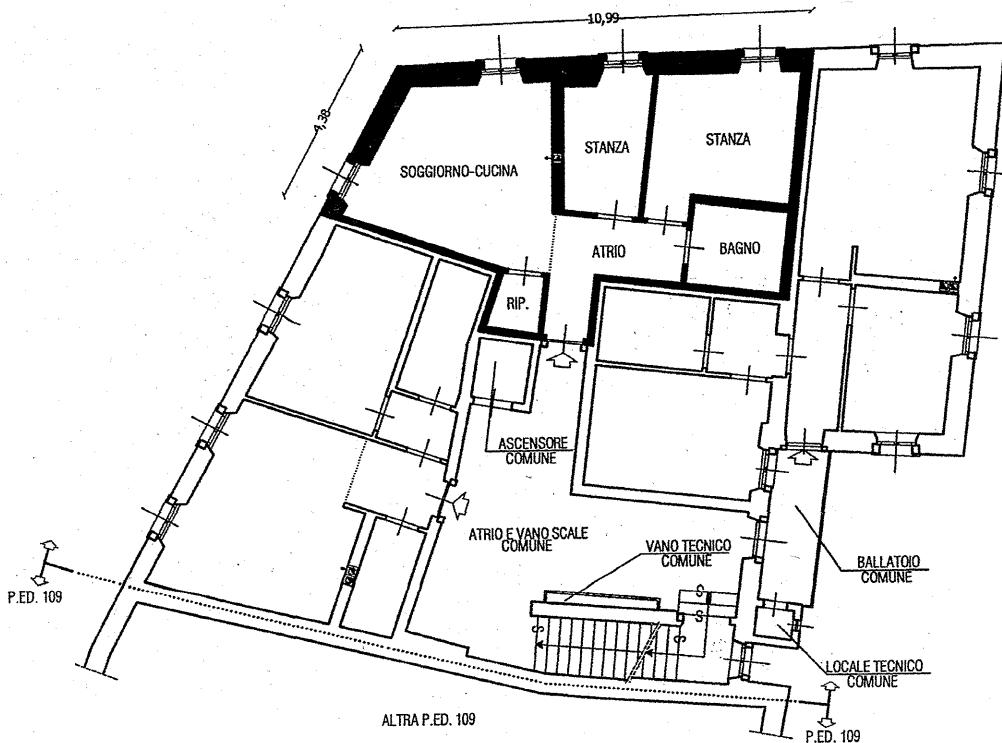 10,99
4,38
STANZA
STANZA
SOGGIORNO-CUCINA
ATRIO
BAGNO
RIP.
ASCENSORE
COMUNE
ATRIO E VANO SCALE
COMUNE
VANO TECNICO
COMUNE
BALLATOIO
COMUNE
P.ED. 109
S
S
S
S
LOCALE TECNICO
COMUNE
ALTRA P.ED. 109
P.ED. 109